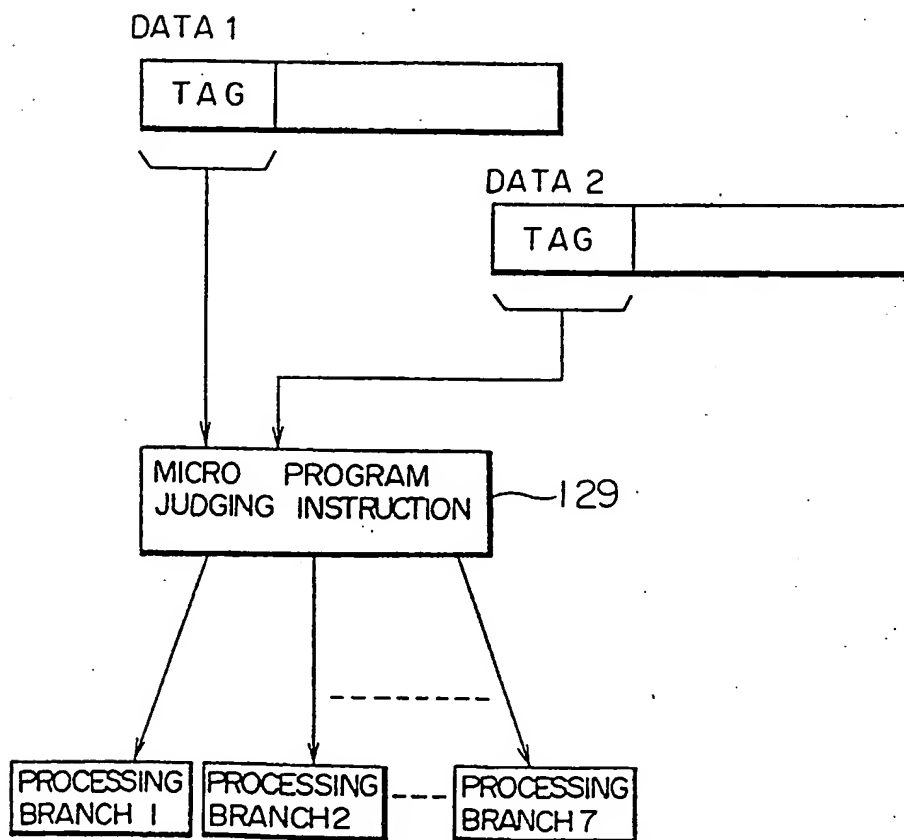 DATA 1
TAG
DATA 2
TAG
MICRO PROGRAM
JUDGING INSTRUCTION
129
PROCESSING
BRANCH 1
PROCESSING
BRANCH2
PROCESSING
BRANCH 7